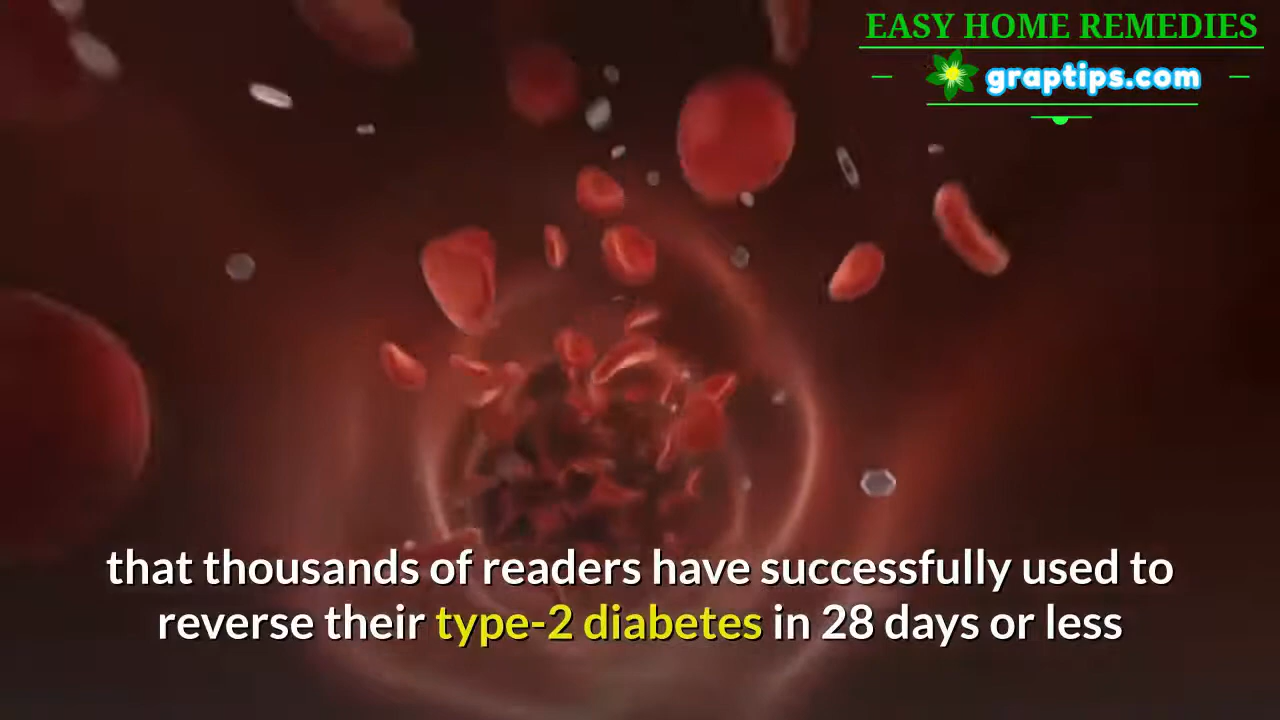 EASY HOME REMEDIES
graptips.com
that thousands of readers have successfully used to
reverse their type-2 diabetes in 28 days or less